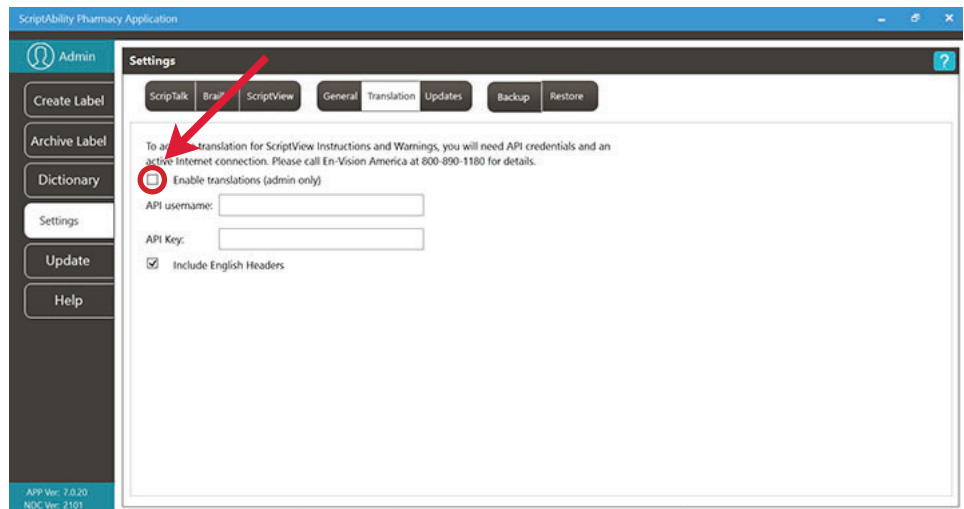 ScriptAbility Pharmacy Application
Admin
Settings
?
Create Label
Archive Label
Dictionary
Settings
Update
Help
ScripTalk
ScriptView
General
Translation
Updates
Backup
Restore
To translation for ScriptView Instructions and Warnings, you will need API credentials and an
active Internet connection. Please call En-Vision America at 800-890-1180 for details.
Enable translations (admin only)
API username:
API Key:
Include English Headers
APP Ver: 7.0.20
NDC Ver: 2101